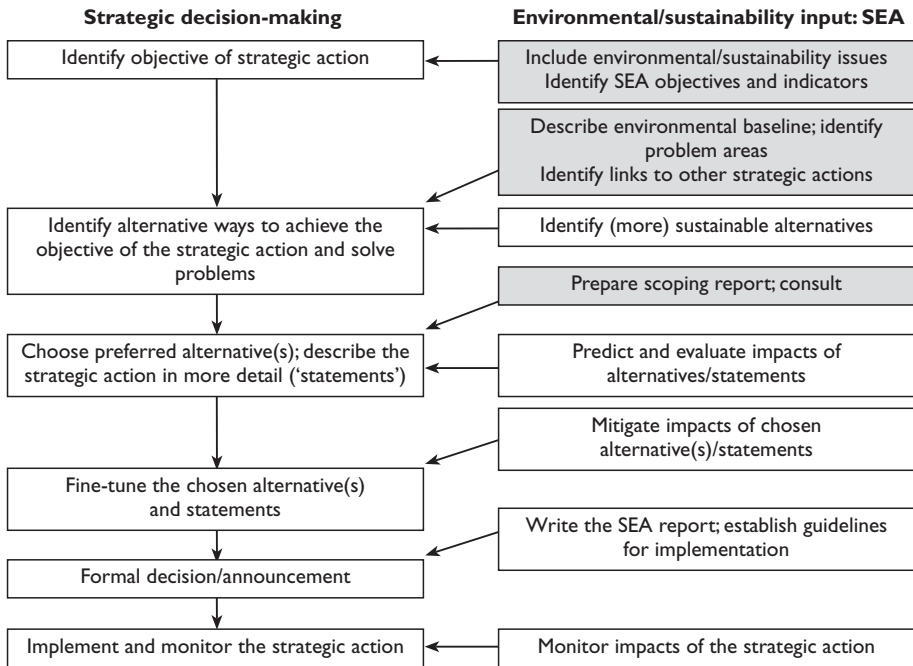 Strategic decision-making
Environmental/sustainability input: SEA
Identify objective of strategic action
Include environmental/sustainability issues
Identify SEA objectives and indicators
Describe environmental baseline; identify
problem areas
Identify links to other strategic actions
Identify alternative ways to achieve the
objective of the strategic action and solve
problems
Identify (more) sustainable alternatives
Prepare scoping report; consult
Choose preferred alternative(s); describe the
strategic action in more detail (‘statements’)
Predict and evaluate impacts of
alternatives/statements
Mitigate impacts of chosen
alternative(s)/statements
Fine-tune the chosen alternative(s)
and statements
Write the SEA report; establish guidelines
for implementation
Formal decision/announcement
Implement and monitor the strategic action
Monitor impacts of the strategic action